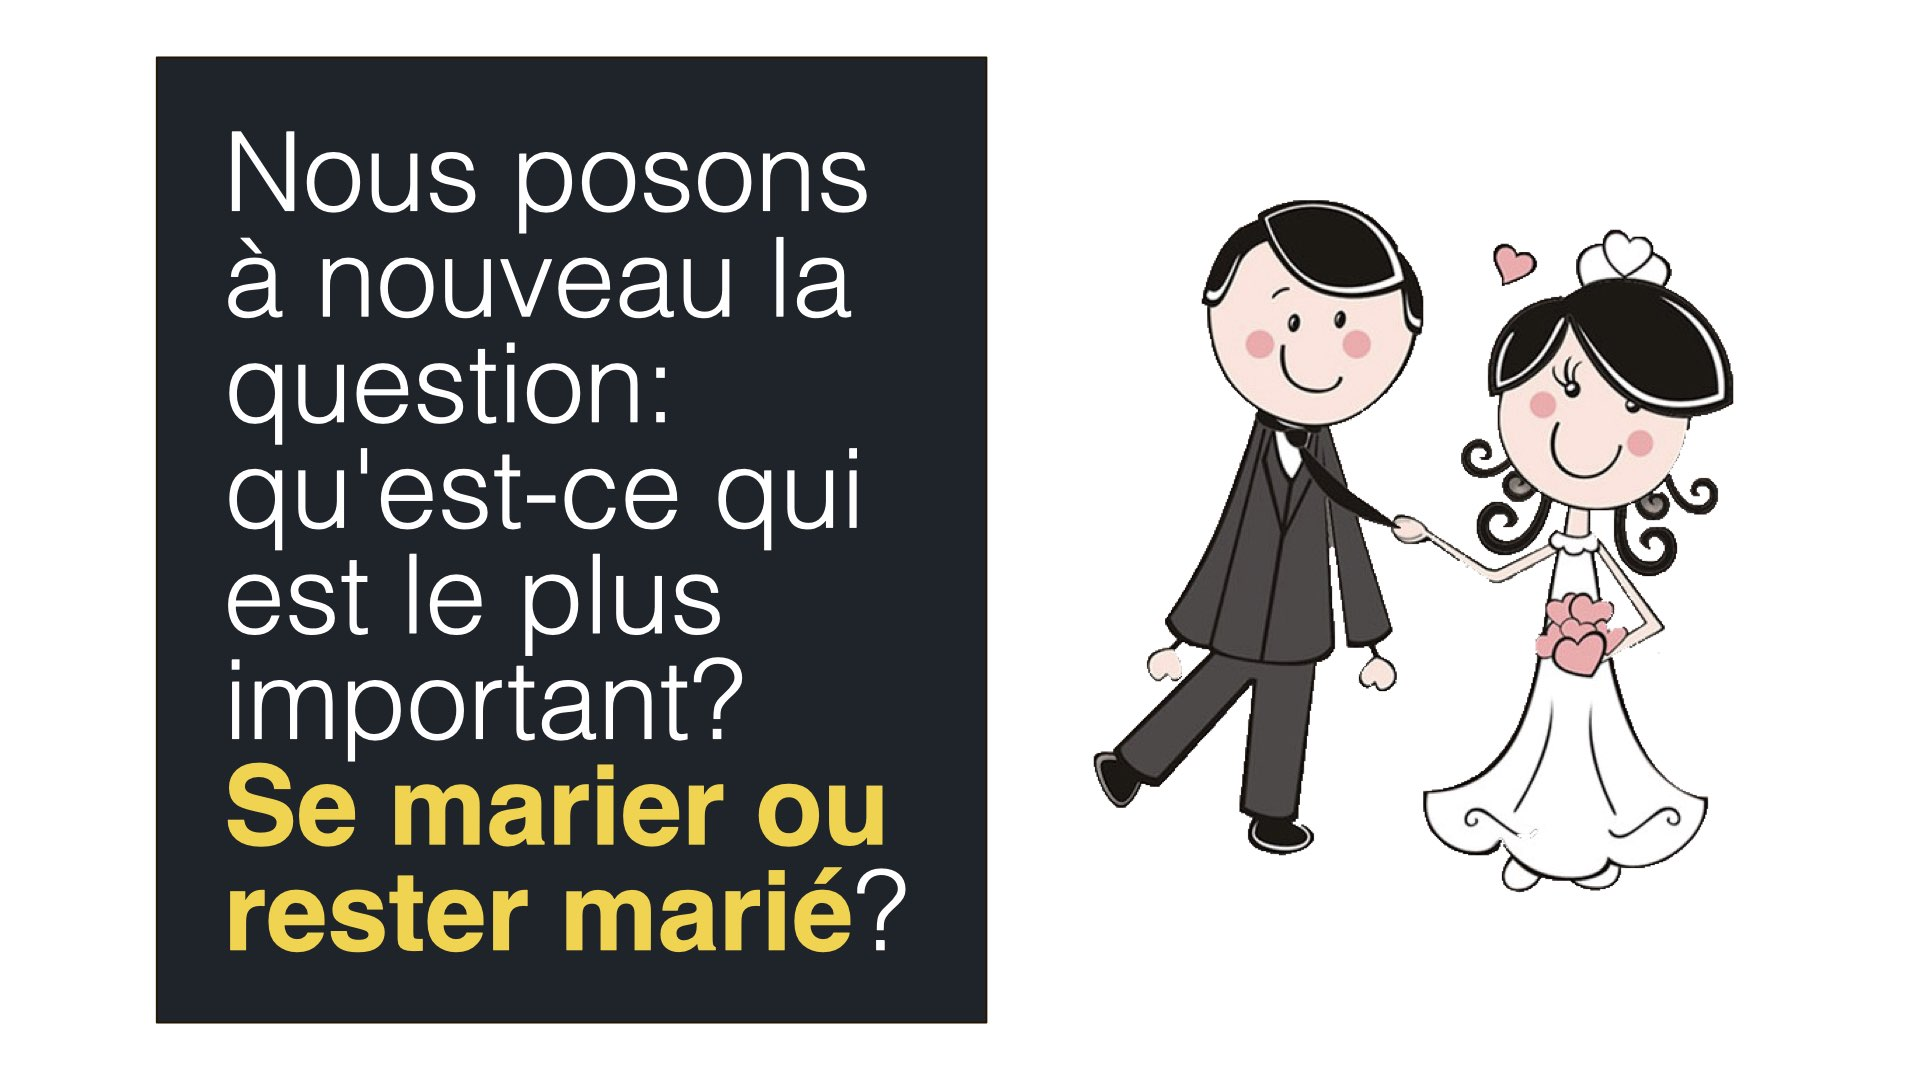 Nous posons
à nouveau la
question:
qu'est-ce qui
est le plus
important?
Se marier ou
rester marié?